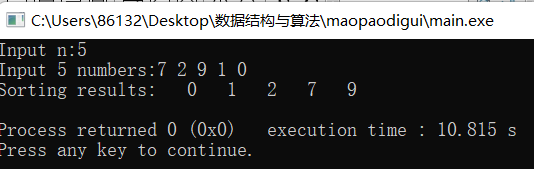 C:\Users\86132\Desktop\数据结构与算法\maopaodigui\main.exe
Input n:5
Input 5 numbers:7 2 9 1 0
Sorting results:   0   1   2   7   9
Process returned 0 (0x0)   execution time : 10.815 s
Press any key to continue.